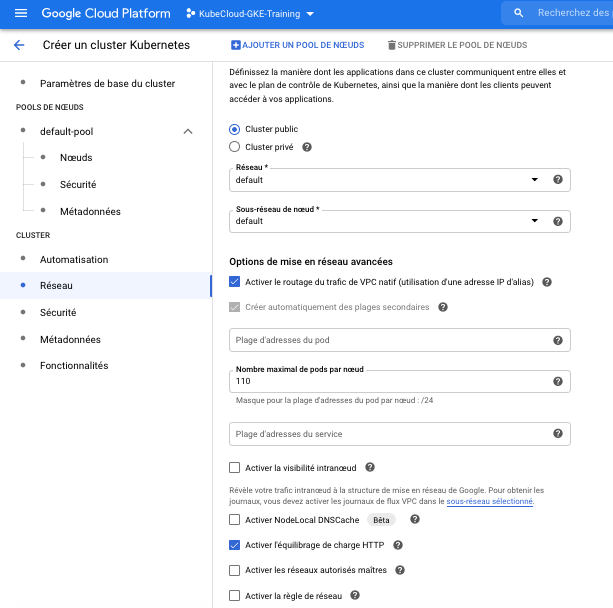 Google Cloud Platform
KubeCloud-GKE-Training
Recherchez des
Créer un cluster Kubernetes
AJOUTER UN POOL DE NŒUDS
SUPPRIMER LE POOL DE NŒUDS
Paramètres de base du cluster
POOLS DE NŒUDS
default-pool
Nœuds
Sécurité
Métadonnées
CLUSTER
Automatisation
Réseau
Sécurité
Métadonnées
Fonctionnalités
Définissez la manière dont les applications dans ce cluster communiquent entre elles et
avec le plan de contrôle de Kubernetes, ainsi que la manière dont les clients peuvent
accéder à vos applications.
Cluster public
Cluster privé
Réseau *
default
Sous-réseau de nœud *
default
Options de mise en réseau avancées
Activer le routage du trafic de VPC natif (utilisation d'une adresse IP d'alias)
Créer automatiquement des plages secondaires
Plage d'adresses du pod
Nombre maximal de pods par nœud
110
Masque pour la plage d'adresses du pod par nœud : /24
Plage d'adresses du service
Activer la visibilité intranœud
Révèle votre trafic intranœud à la structure de mise en réseau de Google. Pour obtenir les
journaux, vous devez activer les journaux de flux VPC dans le sous-réseau sélectionné.
Activer NodeLocal DNSCache Bêta
Activer l'équilibrage de charge HTTP
Activer les réseaux autorisés maîtres
Activer la règle de réseau